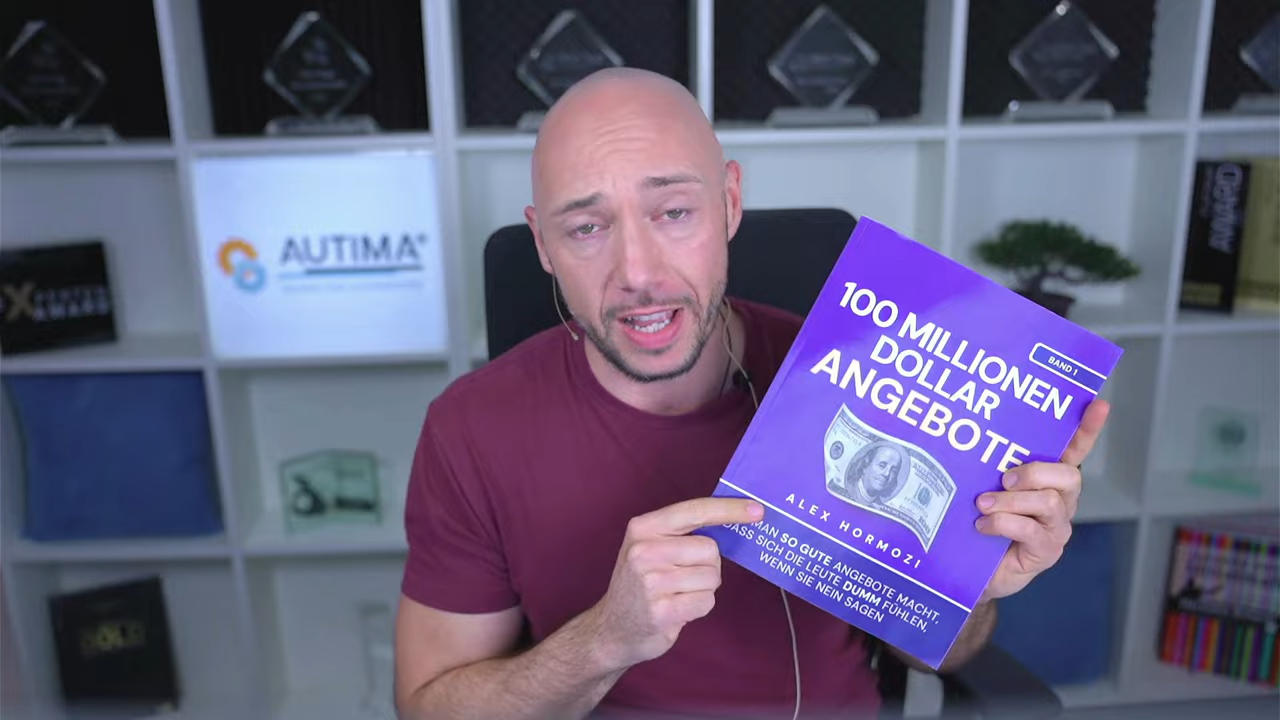 AUTIMA®
AWARD
100 MILLIONEN
DOLLAR
ANGEBOTE
BAND 1
ALEX HORMOZI
MAN SO GUTE ANGEBOTE MACHT,
DASS SICH DIE LEUTE DUMM FÜHLEN,
WENN SIE NEIN SAGEN